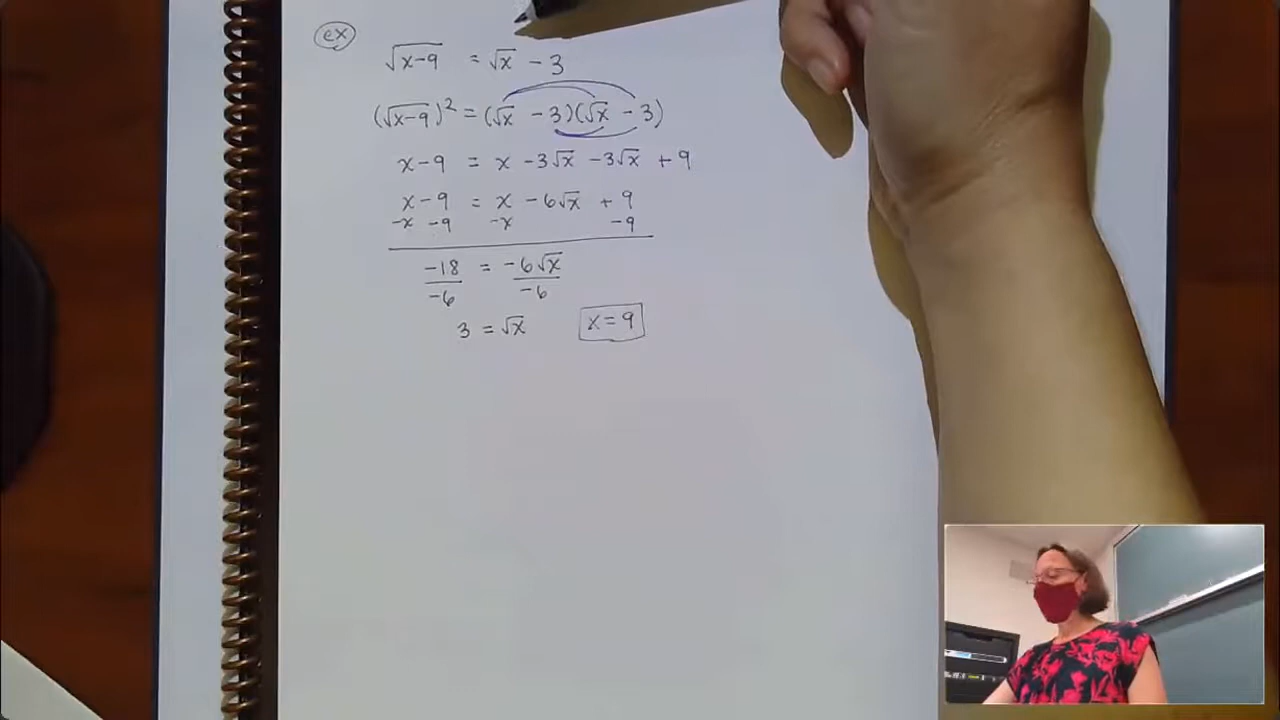 ex
√x-9 = √x - 3
(√x-9)² = (√x - 3)(√x - 3)
x-9 = x -3√x -3√x + 9
x-9 = x -6√x + 9
-x -9 -x -9
-18 = -6√x
-6 -6
3 = √x x = 9